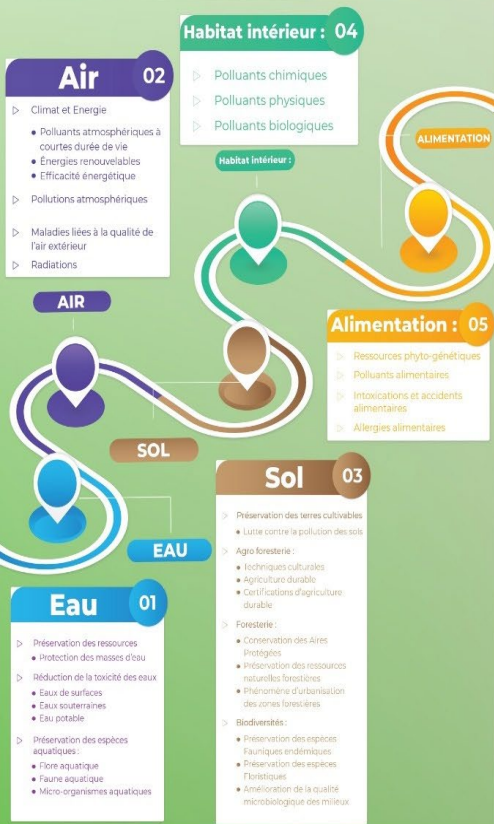 Habitat intérieur : 04
▷ Polluants chimiques
▷ Polluants physiques
▷ Polluants biologiques
Air 02
▷ Climat et Energie
• Polluants atmosphériques à
courtes durée de vie
• Énergies renouvelables
• Efficacité énergétique
▷ Pollutions atmosphériques
▷ Maladies liées à la qualité de
l'air extérieur
▷ Radiations
ALIMENTATION
Habitat intérieur :
AIR
Alimentation : 05
▷ Ressources phyto-génétiques
▷ Polluants alimentaires
▷ Intoxications et accidents
alimentaires
▷ Allergies alimentaires
SOL
EAU
Sol 03
▷ Préservation des terres cultivables
• Lutte contre la pollution des sols
▷ Agro foresterie :
• Techniques culturales
• Agriculture durable
• Certifications d'agriculture
durable
▷ Foresterie :
• Conservation des Aires
Protégées
• Préservation des ressources
naturelles forestières
• Phénomène d'urbanisation
des zones forestières
▷ Biodiversités :
• Préservation des espèces
Fauniques endémiques
• Préservation des espèces
Floristiques
• Amélioration de la qualité
microbiologique des milieux
Eau 01
▷ Préservation des ressources
• Protection des masses d'eau
▷ Réduction de la toxicité des eaux
• Eaux de surfaces
• Eaux souterraines
• Eau potable
▷ Préservation des espèces
aquatiques :
• Flore aquatique
• Faune aquatique
• Micro-organismes aquatiques